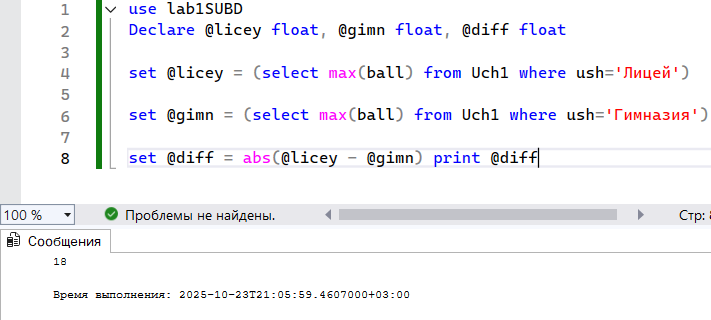 1 use lab1SUBD
2 Declare @licey float, @gimn float, @diff float
3
4 set @licey = (select max(ball) from Uch1 where ush='Лицей')
5
6 set @gimn = (select max(ball) from Uch1 where ush='Гимназия')
7
8 set @diff = abs(@licey - @gimn) print @diff
100 % Проблемы не найдены. Стр: 8
Сообщения
18
Время выполнения: 2025-10-23T21:05:59.4607000+03:00